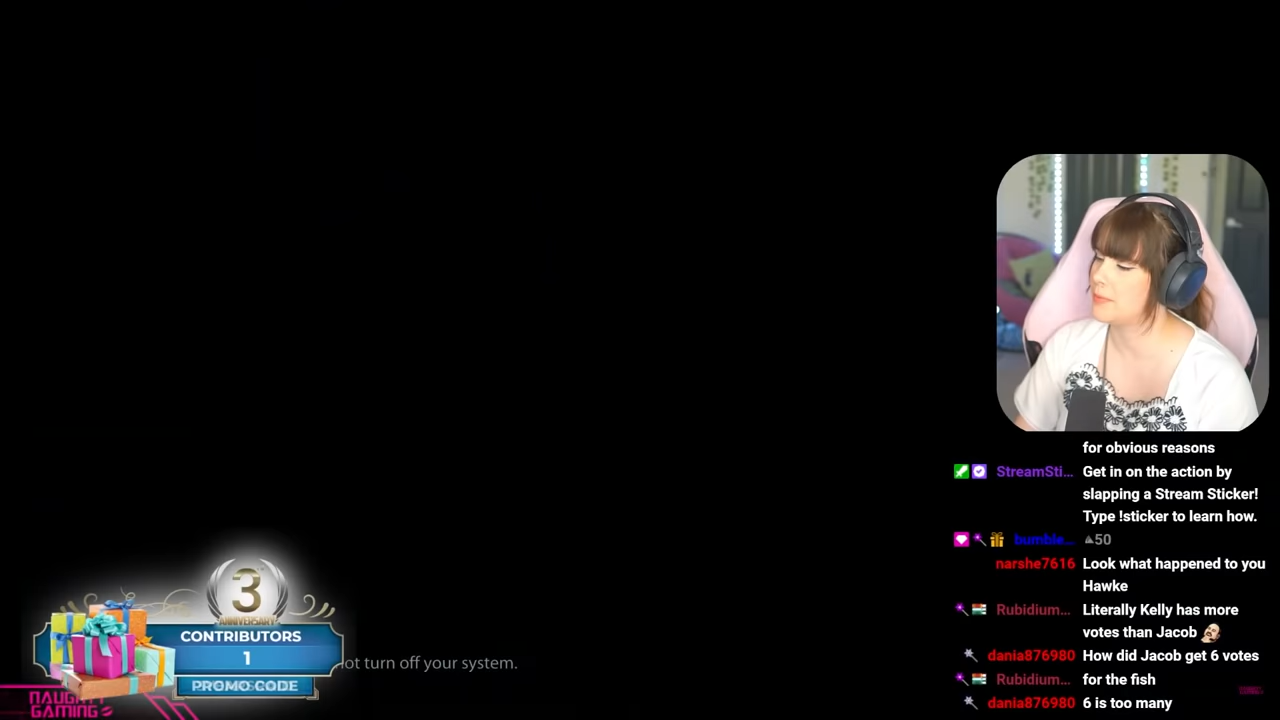 for obvious reasons
StreamSti... Get in on the action by
slapping a Stream Sticker!
Type !sticker to learn how.
bumble... 50
narshe7616 Look what happened to you
Hawke
Rubidium... Literally Kelly has more
votes than Jacob
dania876980 How did Jacob get 6 votes
Rubidium... for the fish
dania876980 6 is too many
3
ANNIVERSARY
CONTRIBUTORS
1
PROMO CODE
ot turn off your system.
NAUGHTY
GAMING